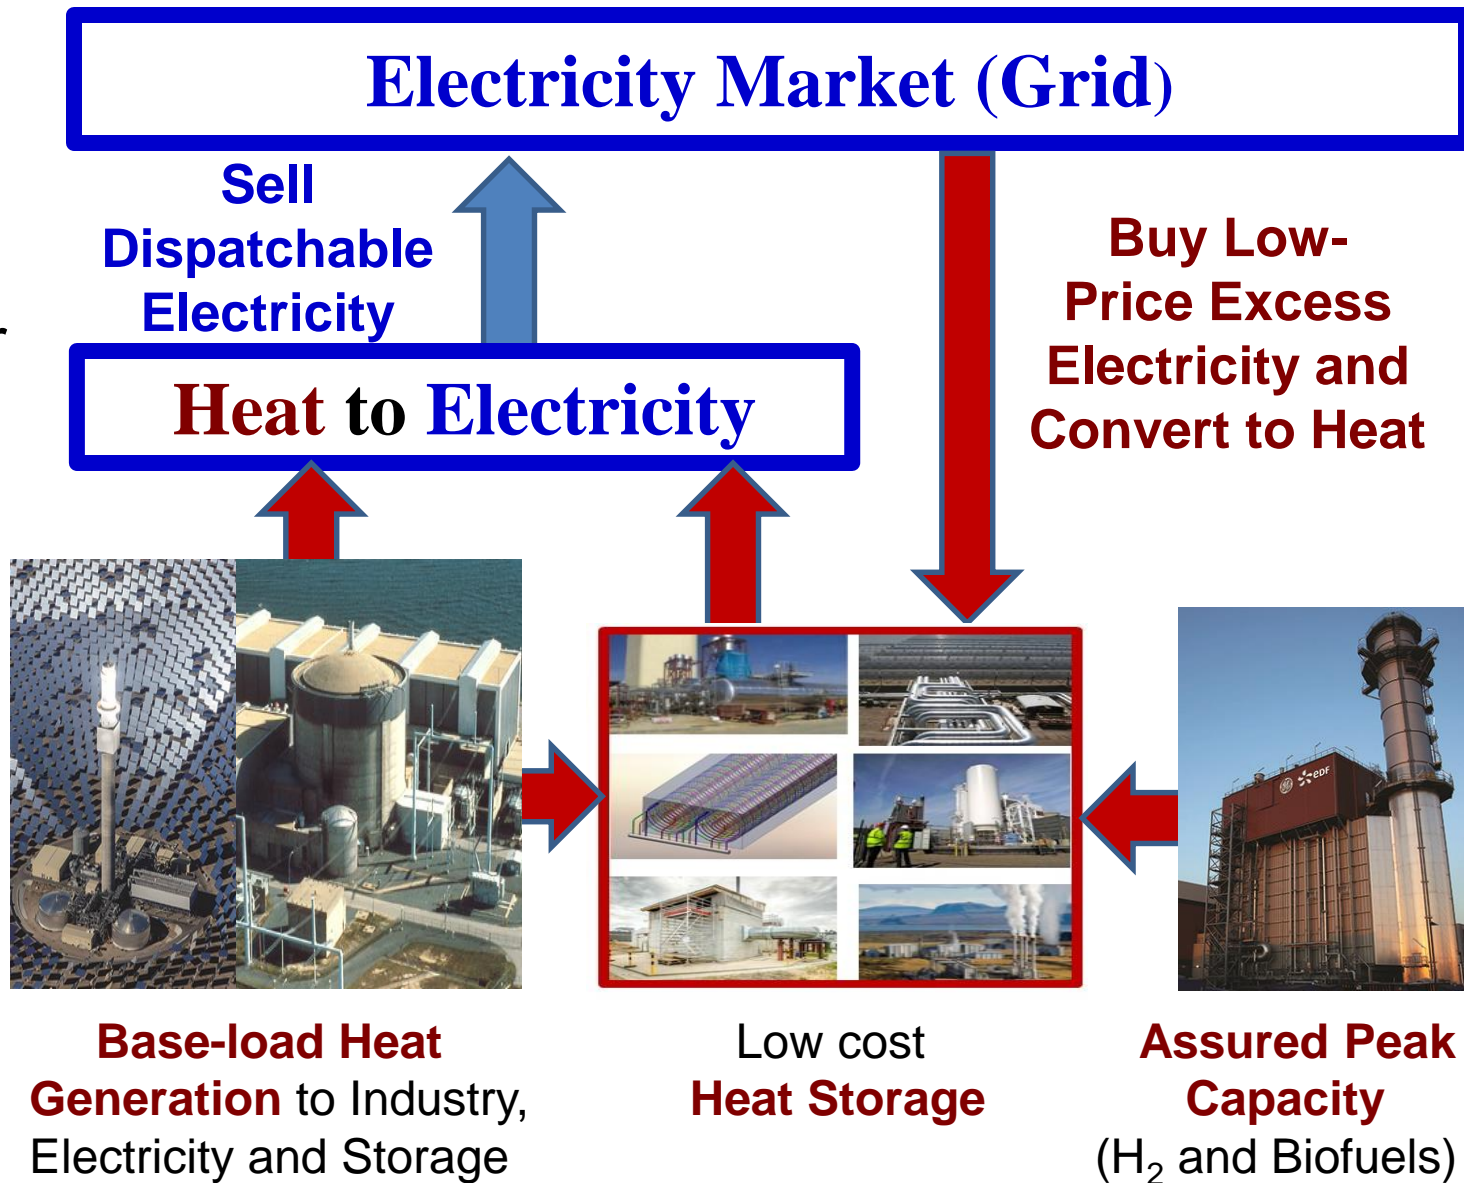 Electricity Market (Grid)
Sell
Dispatchable
Electricity
Buy Low-
Price Excess
Electricity and
Convert to Heat
Heat to Electricity
eDF
Base-load Heat
Generation to Industry,
Electricity and Storage
Low cost
Heat Storage
Assured Peak
Capacity
(H₂ and Biofuels)